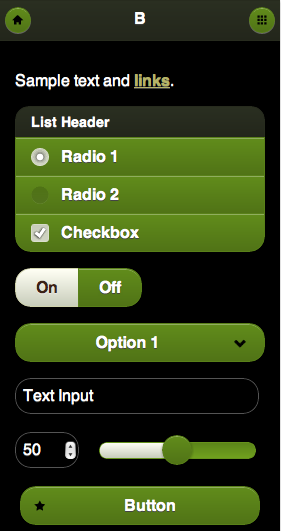 B
Sample text and links.
List Header
Radio 1
Radio 2
Checkbox
On Off
Option 1
Text Input
50
Button